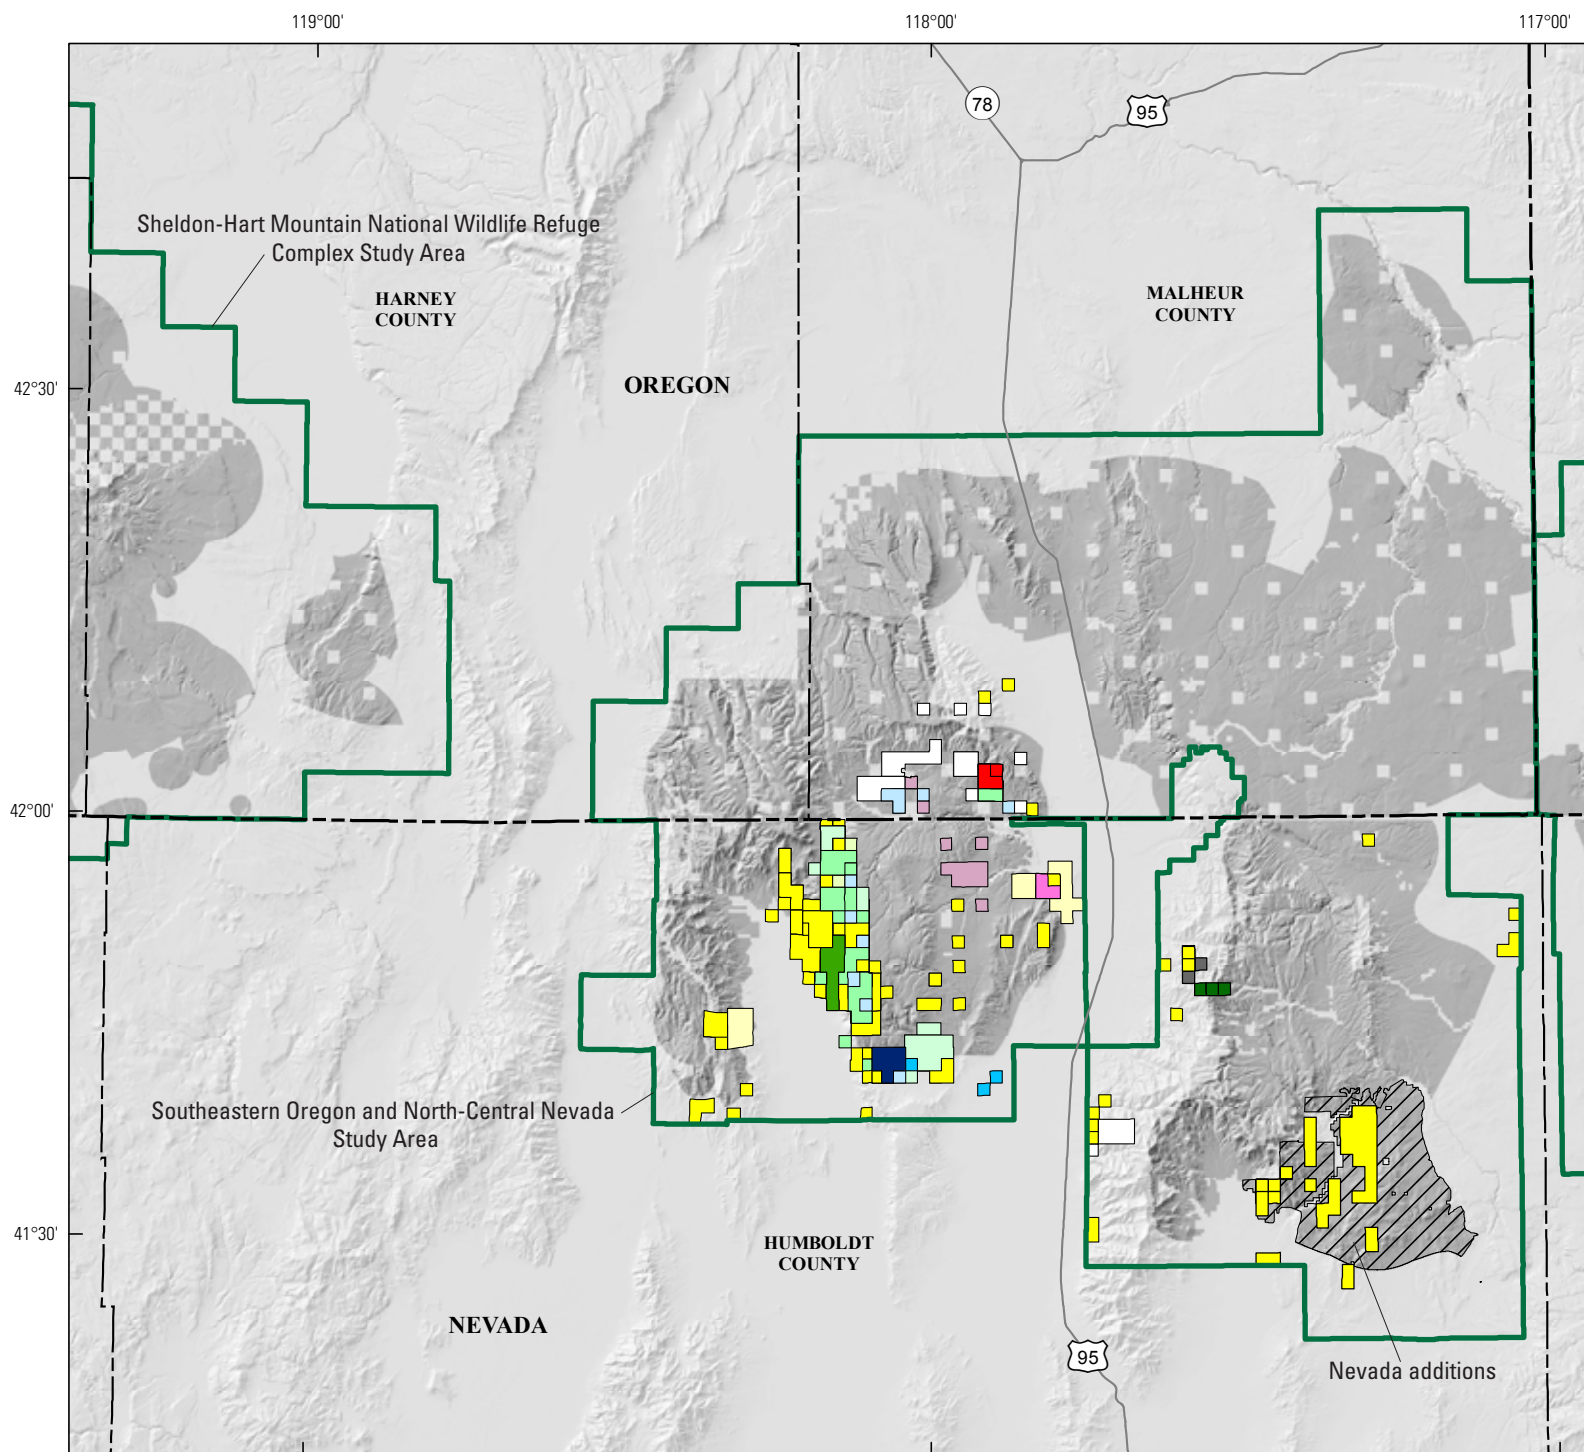 119°00'
118°00'
117°00'
78
95
Sheldon-Hart Mountain National Wildlife Refuge
Complex Study Area
HARNEY
COUNTY
MALHEUR
COUNTY
42°30'
OREGON
42°00'
Southeastern Oregon and North-Central Nevada
Study Area
41°30'
HUMBOLDT
COUNTY
NEVADA
95
Nevada additions